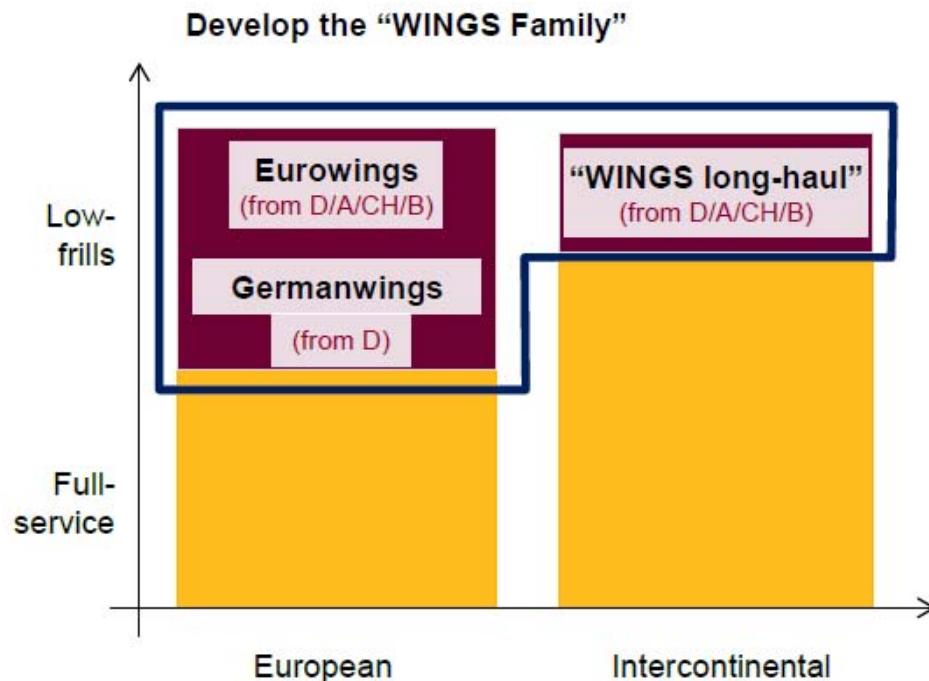 Develop the “WINGS Family”
Low-
frills
Eurowings
(from D/A/CH/B)
“WINGS long-haul”
(from D/A/CH/B)
Germanwings
(from D)
Full-
service
European
Intercontinental